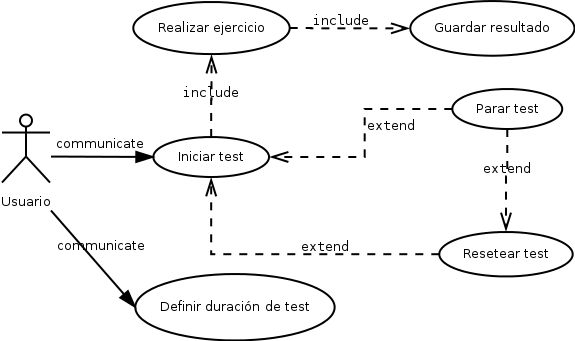 Realizar ejercicio
include
Guardar resultado
include
Parar test
extend
communicate
Iniciar test
extend
Usuario
communicate
extend
Resetear test
Definir duración de test